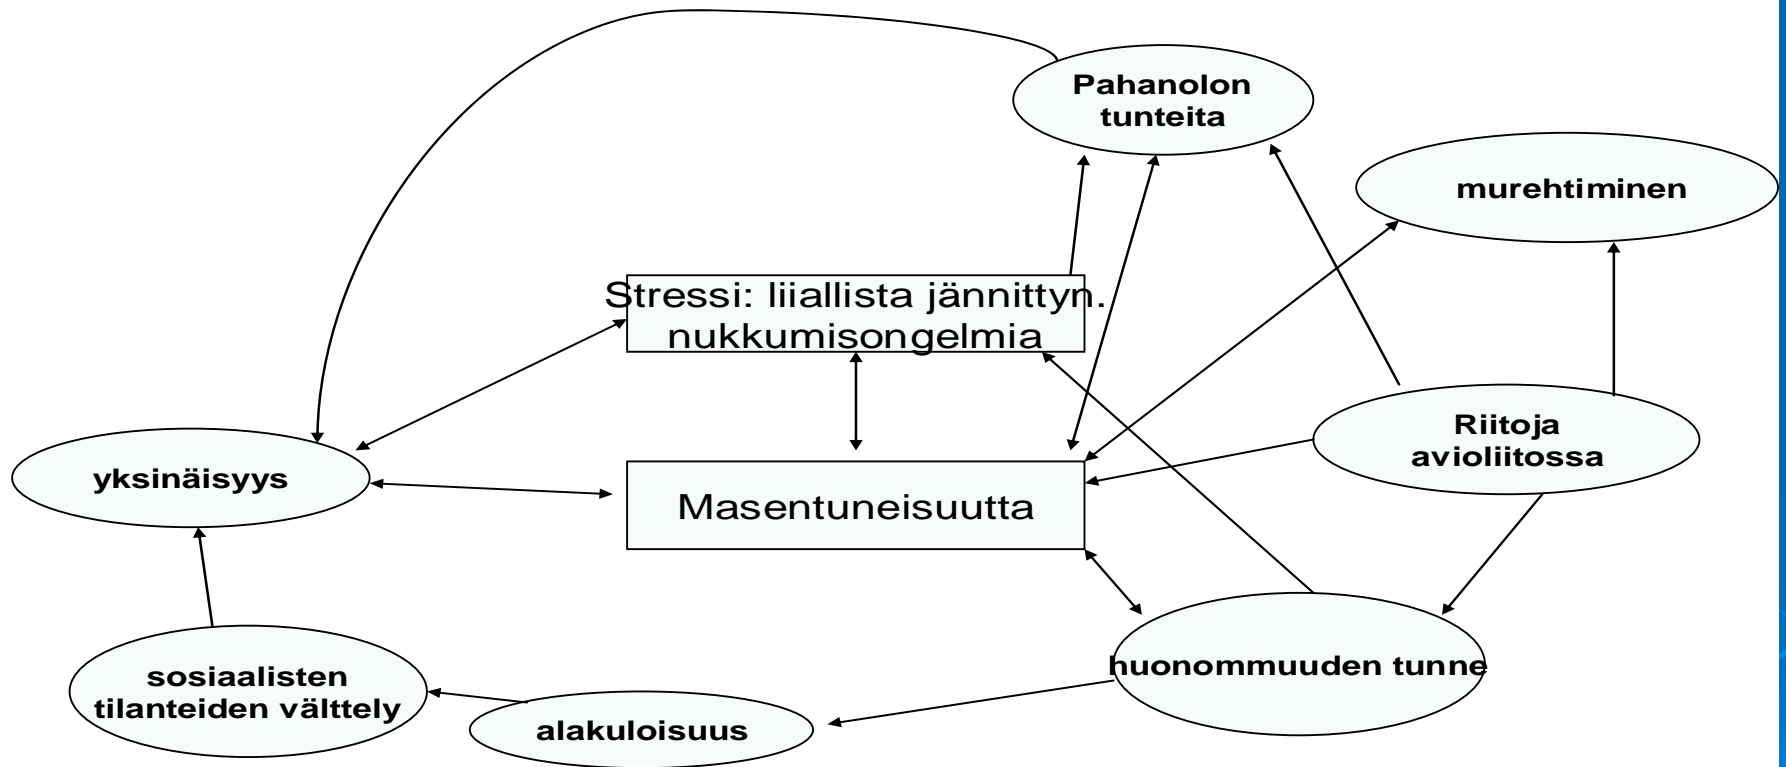 Pahanolon
tunteita
murehtiminen
Stressi: liiallista jännittyn.
nukkumisongelmia
Riitoja
avioliitossa
yksinäisyys
Masentuneisuutta
huonommuuden tunne
sosiaalisten
tilanteiden välttely
alakuloisuus